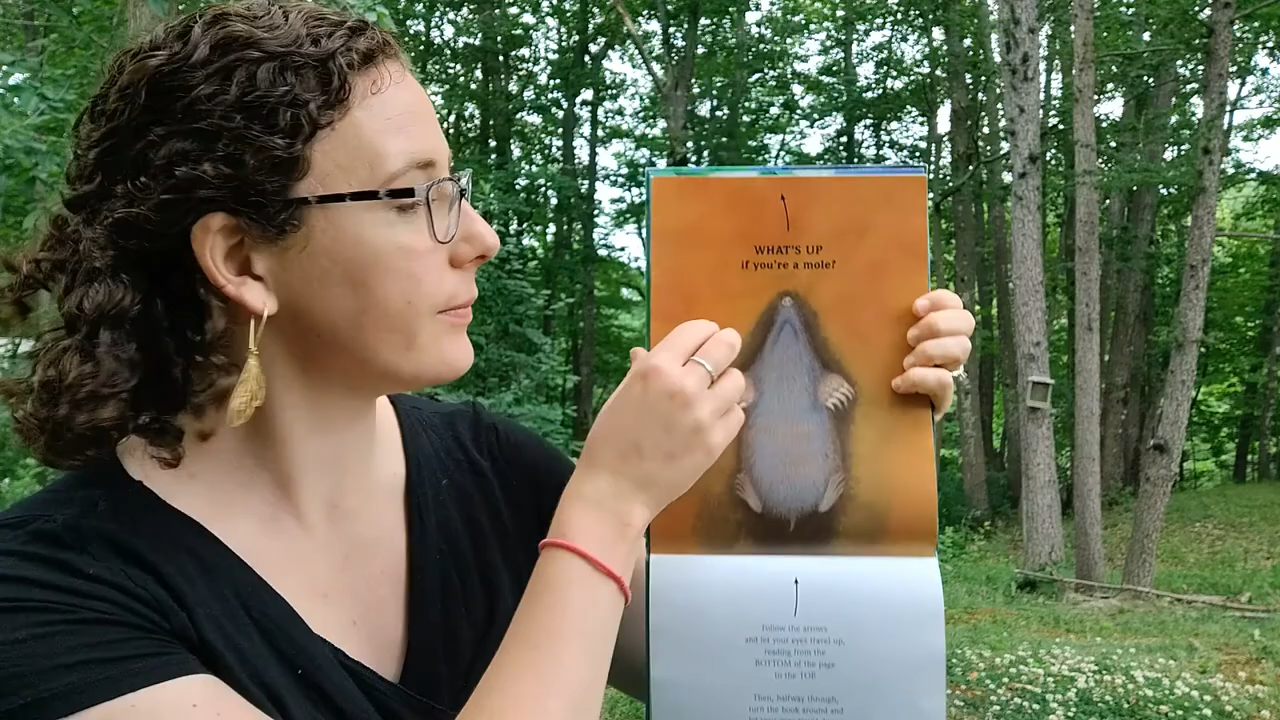 WHAT'S UP
if you're a mole?
Follow the arrows
and let your eyes travel up,
reading from the
BOTTOM of the page
to the TOP.
Then, halfway through,
turn the book around and